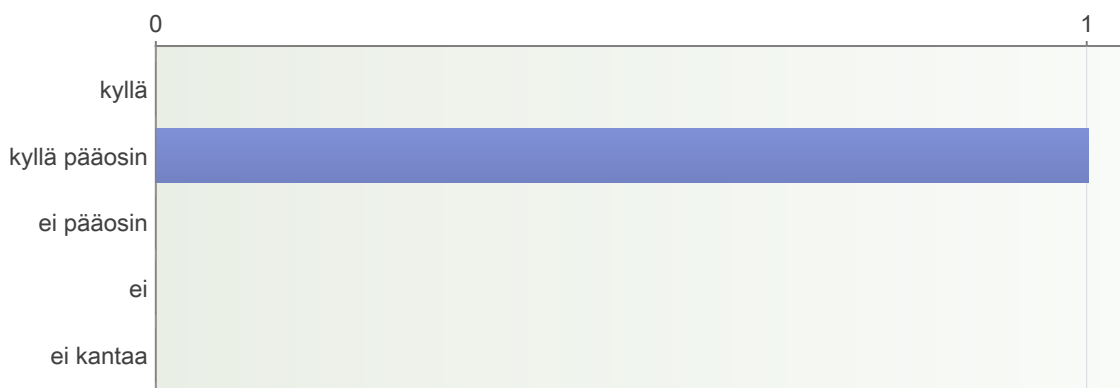 0 1
kyllä
kyllä pääosin
ei pääosin
ei
ei kantaa